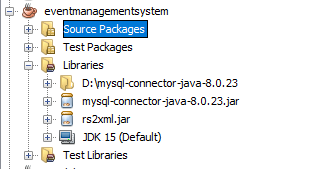 eventmanagementsystem
Source Packages
Test Packages
Libraries
D:\mysql-connector-java-8.0.23
mysql-connector-java-8.0.23.jar
rs2xml.jar
JDK 15 (Default)
Test Libraries